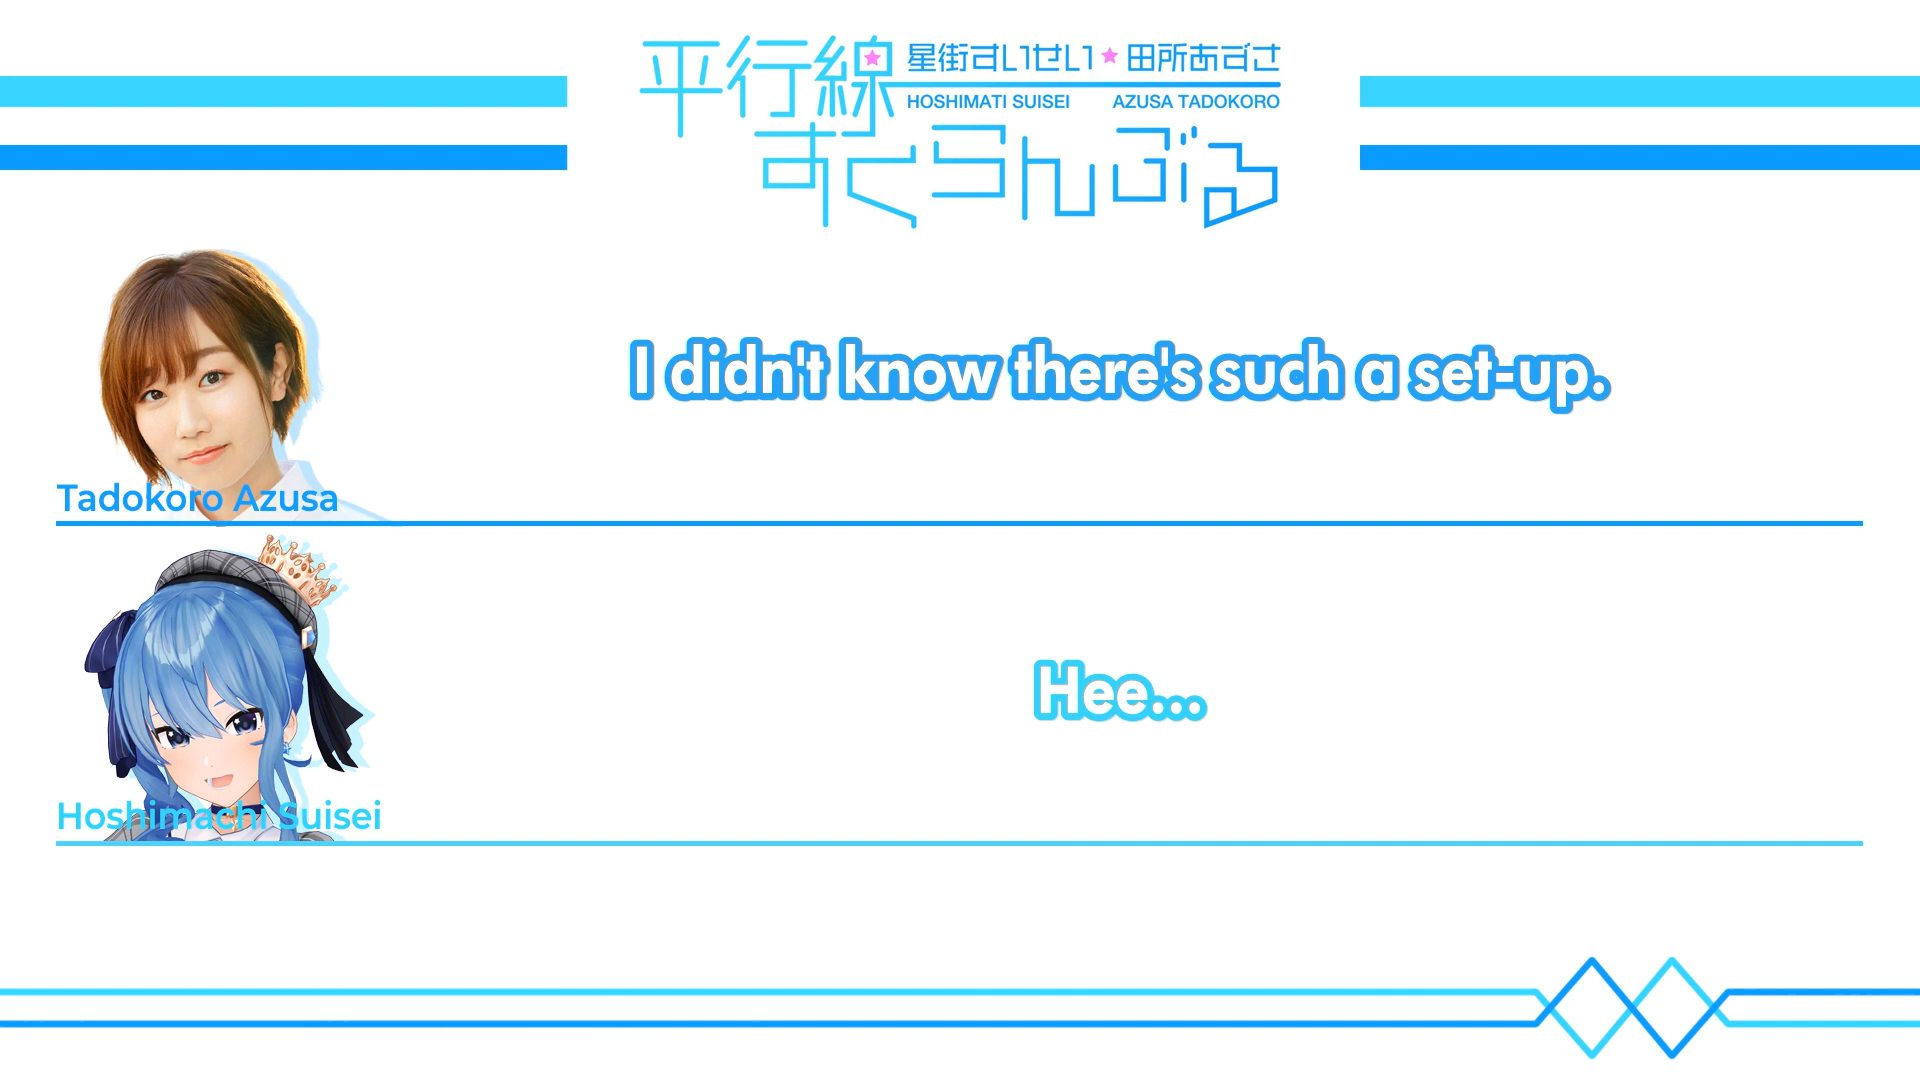 平行線
星街すいせい★田所あずさ
HOSHIMATI SUISEI AZUSA TADOKORO
すくらんぶる
I didn't know there's such a set-up.
Tadokoro Azusa
Hee...
Hoshimachi Suisei